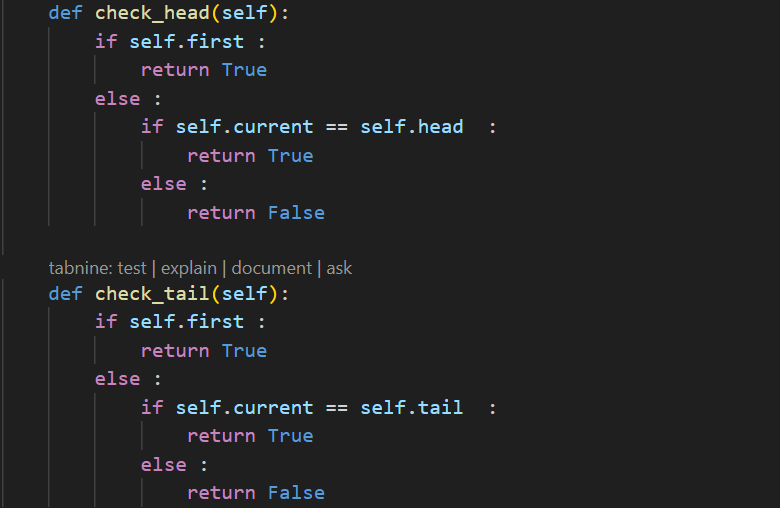 def check_head(self):
    if self.first :
        return True
    else :
        if self.current == self.head  :
            return True
        else :
            return False
tabnine: test | explain | document | ask
def check_tail(self):
    if self.first :
        return True
    else :
        if self.current == self.tail  :
            return True
        else :
            return False